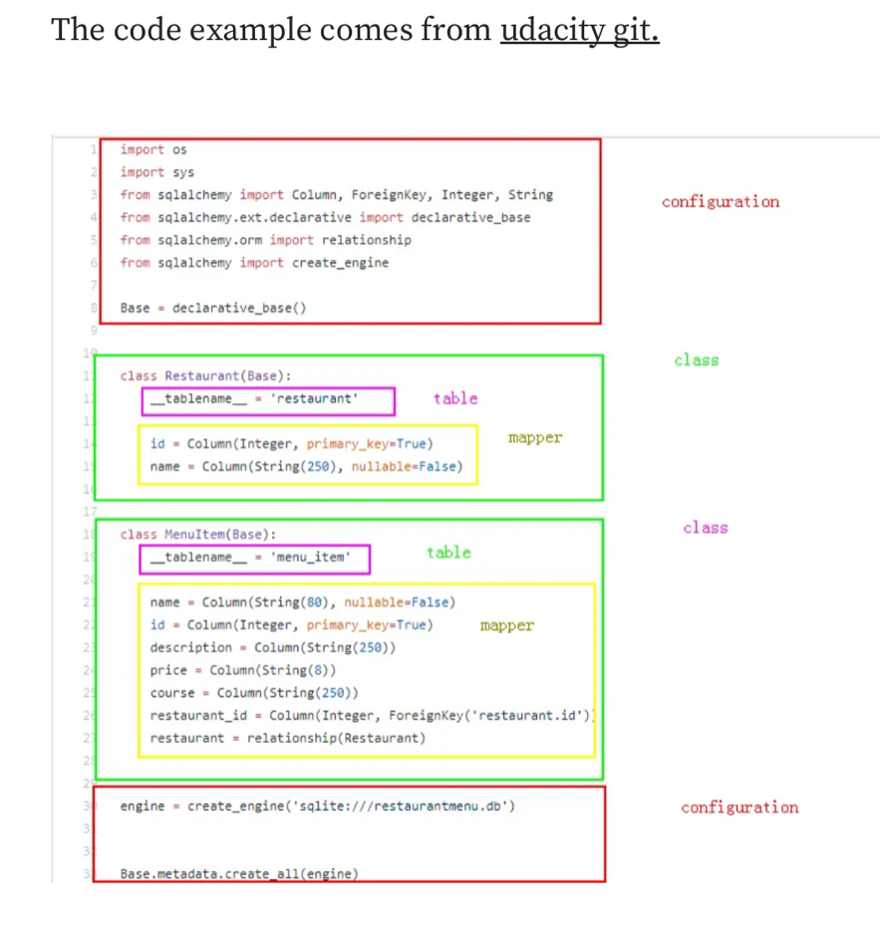 The code example comes from udacity git.
1 import os
2 import sys
3 from sqlalchemy import Column, ForeignKey, Integer, String
configuration
4 from sqlalchemy.ext.declarative import declarative_base
5 from sqlalchemy.orm import relationship
6 from sqlalchemy import create_engine
7
8 Base = declarative_base()
9
10
class
11 class Restaurant(Base):
12 __tablename__ = 'restaurant'
table
13
14 id = Column(Integer, primary_key=True)
mapper
15 name = Column(String(250), nullable=False)
16
17
class
18 class MenuItem(Base):
19 __tablename__ = 'menu_item'
table
20
21 name = Column(String(80), nullable=False)
22 id = Column(Integer, primary_key=True)
mapper
23 description = Column(String(250))
24 price = Column(String(8))
25 course = Column(String(250))
26 restaurant_id = Column(Integer, ForeignKey('restaurant.id'))
27 restaurant = relationship(Restaurant)
28
29
30 engine = create_engine('sqlite:///restaurantmenu.db')
configuration
3
3
3 Base.metadata.create_all(engine)